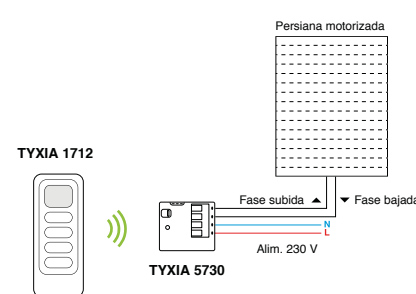 Persiana motorizada
TYXIA 1712
Fase subida ▲ ▼ Fase bajada
N
L
Alim. 230 V
TYXIA 5730